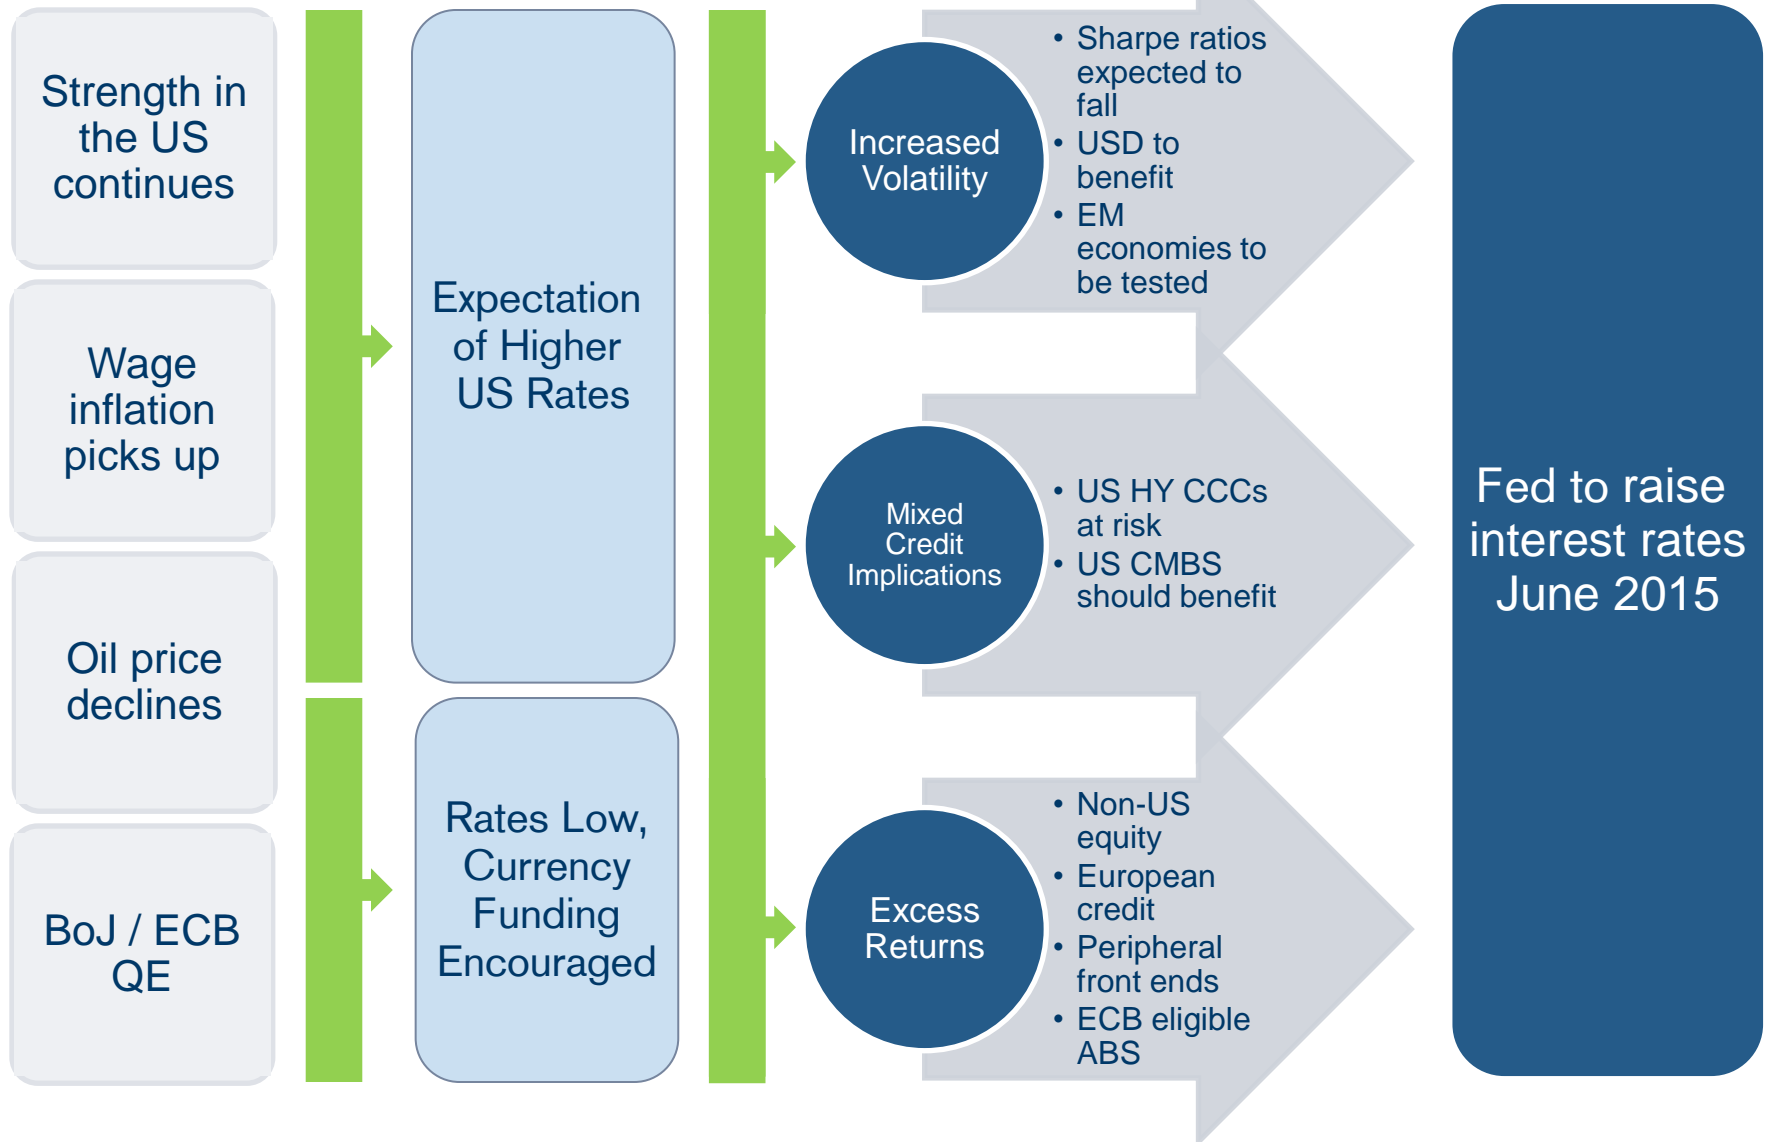 Strength in
the US
continues
Wage
inflation
picks up
Oil price
declines
BoJ / ECB
QE
Expectation
of Higher
US Rates
Rates Low,
Currency
Funding
Encouraged
Increased
Volatility
• Sharpe ratios
expected to
fall
• USD to
benefit
• EM
economies to
be tested
Mixed
Credit
Implications
• US HY CCCs
at risk
• US CMBS
should benefit
Excess
Returns
• Non-US
equity
• European
credit
• Peripheral
front ends
• ECB eligible
ABS
Fed to raise
interest rates
June 2015